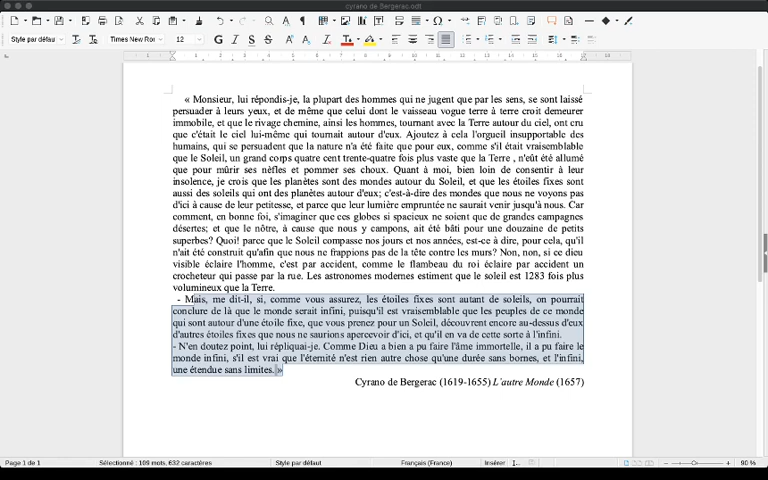 cyrano de Bergerac.odt
Style par défau
Times New Ror
12
« Monsieur, lui répondis-je, la plupart des hommes qui ne jugent que par les sens, se sont laissé
persuader à leurs yeux, et de même que celui dont le vaisseau vogue terre à terre croit demeurer
immobile, et que le rivage chemine, ainsi les hommes, tournant avec la Terre autour du ciel, ont cru
que c'était le ciel lui-même qui tournait autour d'eux. Ajoutez à cela l'orgueil insupportable des
humains, qui se persuadent que la nature n'a été faite que pour eux, comme s'il était vraisemblable
que le Soleil, un grand corps quatre cent trente-quatre fois plus vaste que la Terre , n'eût été allumé
que pour mûrir ses nèfles et pommer ses choux. Quant à moi, bien loin de consentir à leur
insolence, je crois que les planètes sont des mondes autour du Soleil, et que les étoiles fixes sont
aussi des soleils qui ont des planètes autour d'eux; c'est-à-dire des mondes que nous ne voyons pas
d'ici à cause de leur petitesse, et parce que leur lumière empruntée ne saurait venir jusqu'à nous. Car
comment, en bonne foi, s'imaginer que ces globes si spacieux ne soient que de grandes campagnes
désertes; et que le nôtre, à cause que nous y campons, ait été bâti pour une douzaine de petits
superbes? Quoi! parce que le Soleil compasse nos jours et nos années, est-ce à dire, pour cela, qu'il
n'ait été construit qu'afin que nous ne frappions pas de la tête contre les murs? Non, non, si ce dieu
visible éclaire l'homme, c'est par accident, comme le flambeau du roi éclaire par accident un
crocheteur qui passe par la rue. Les astronomes modernes estiment que le soleil est 1283 fois plus
volumineux que la Terre.
- Mais, me dit-il, si, comme vous assurez, les étoiles fixes sont autant de soleils, on pourrait
conclure de là que le monde serait infini, puisqu'il est vraisemblable que les peuples de ce monde
qui sont autour d'une étoile fixe, que vous prenez pour un Soleil, découvrent encore au-dessus d'eux
d'autres étoiles fixes que nous ne saurions apercevoir d'ici, et qu'il en va de cette sorte à l'infini.
- N'en doutez point, lui répliquai-je. Comme Dieu a bien a pu faire l'âme immortelle, il a pu faire le
monde infini, s'il est vrai que l'éternité n'est rien autre chose qu'une durée sans bornes, et l'infini,
une étendue sans limites. »
Cyrano de Bergerac (1619-1655) L'autre Monde (1657)
Page 1 de 1
Sélectionné : 109 mots, 632 caractères
Style par défaut
Français (France)
Insérer
90 %